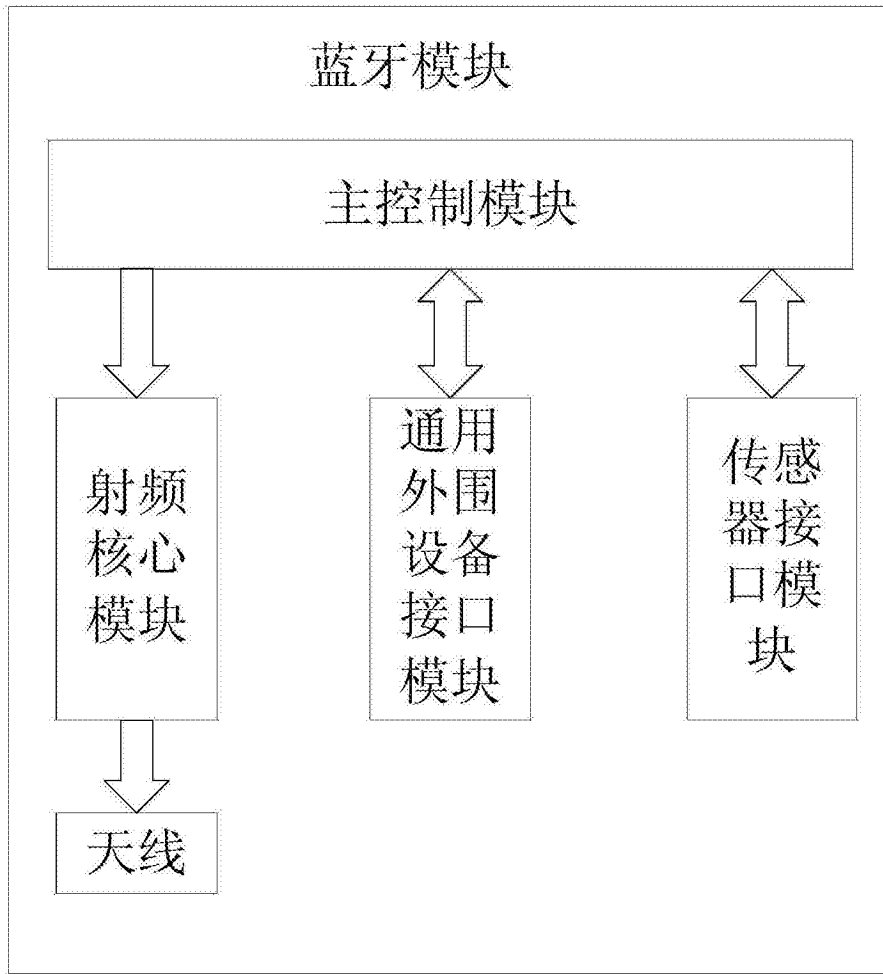 蓝牙模块
主控制模块
射频
核心
模块
通用
外围
设备
接口
模块
传感
器接
口模
块
天线